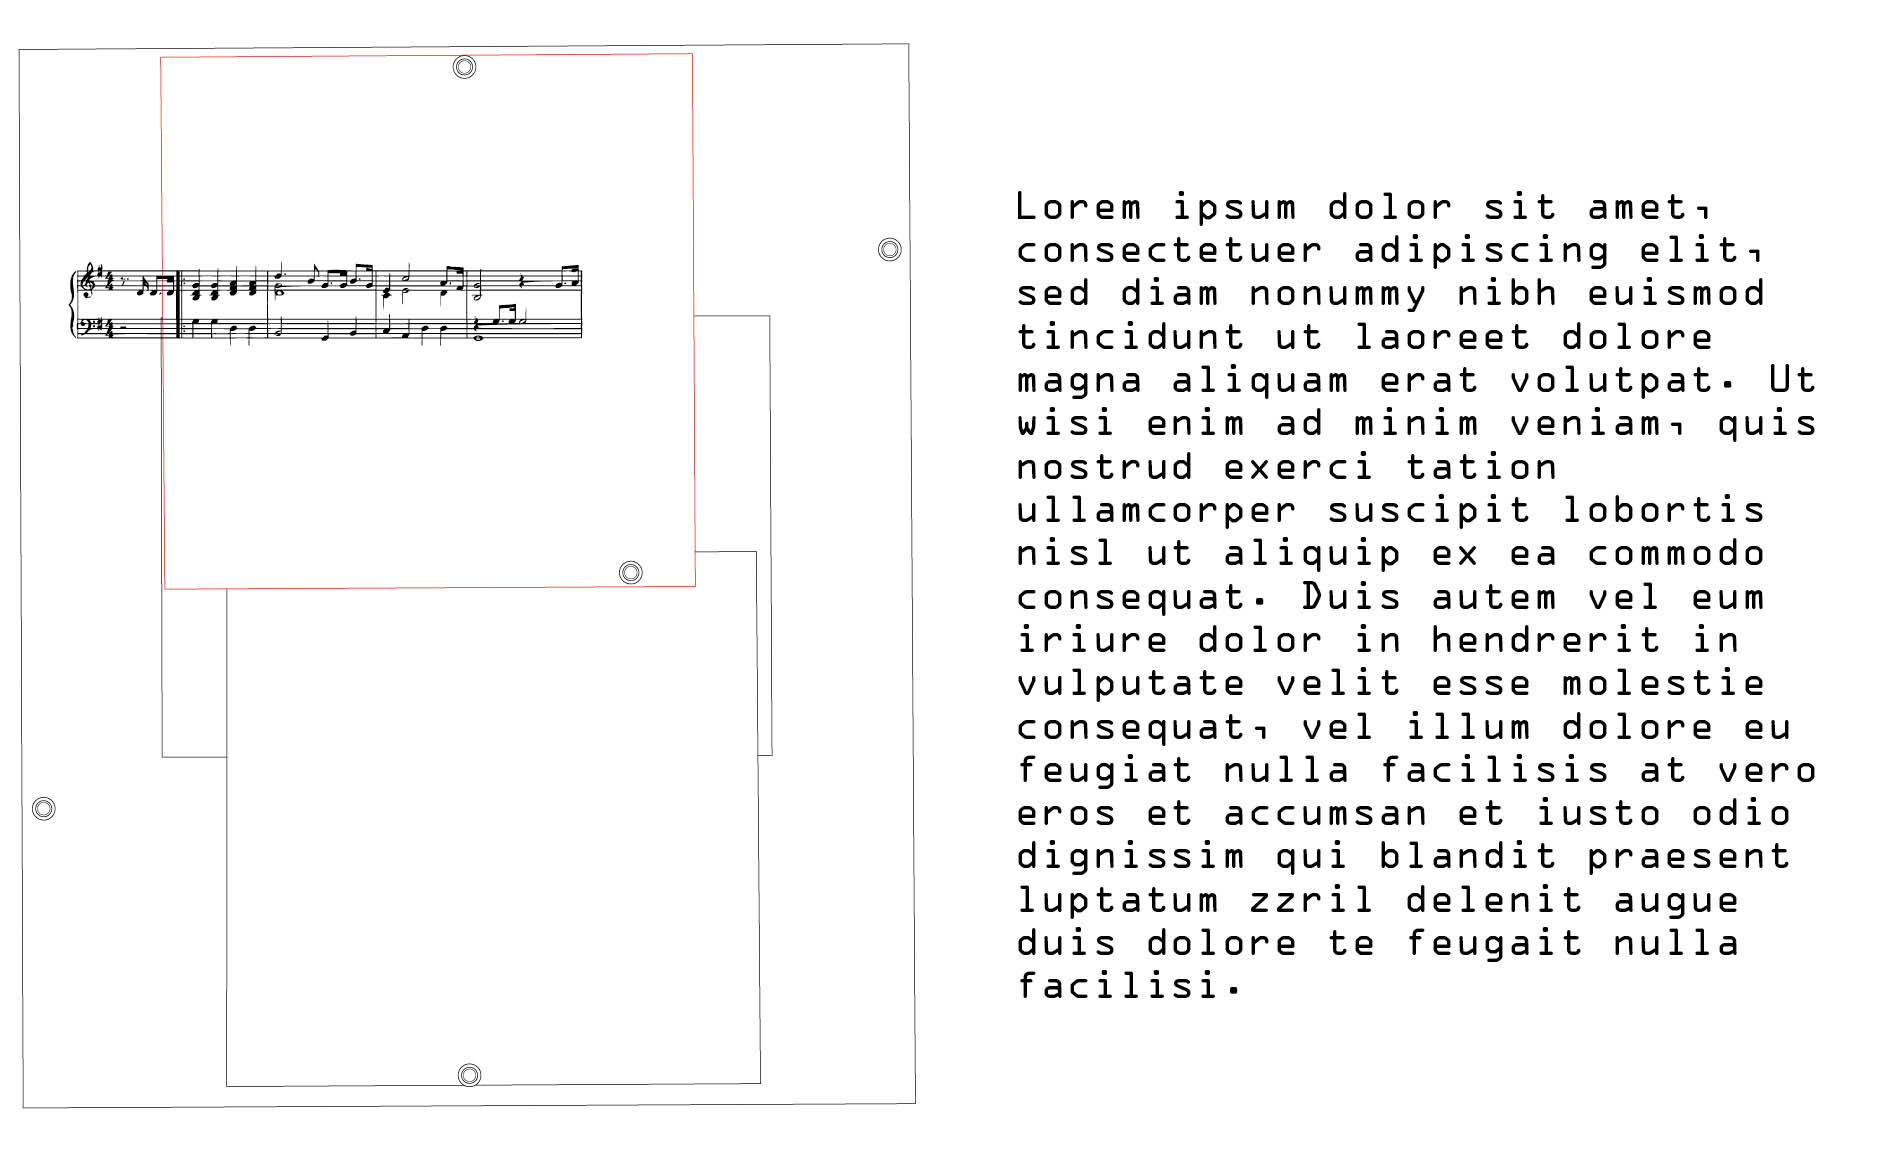 Lorem ipsum dolor sit amet,
consectetuer adipiscing elit,
sed diam nonummy nibh euismod
tincidunt ut laoreet dolore
magna aliquam erat volutpat. Ut
wisi enim ad minim veniam, quis
nostrud exerci tation
ullamcorper suscipit lobortis
nisl ut aliquip ex ea commodo
consequat. Duis autem vel eum
iriure dolor in hendrerit in
vulputate velit esse molestie
consequat, vel illum dolore eu
feugiat nulla facilisis at vero
eros et accumsan et iusto odio
dignissim qui blandit praesent
luptatum zzril delenit augue
duis dolore te feugait nulla
facilisi.